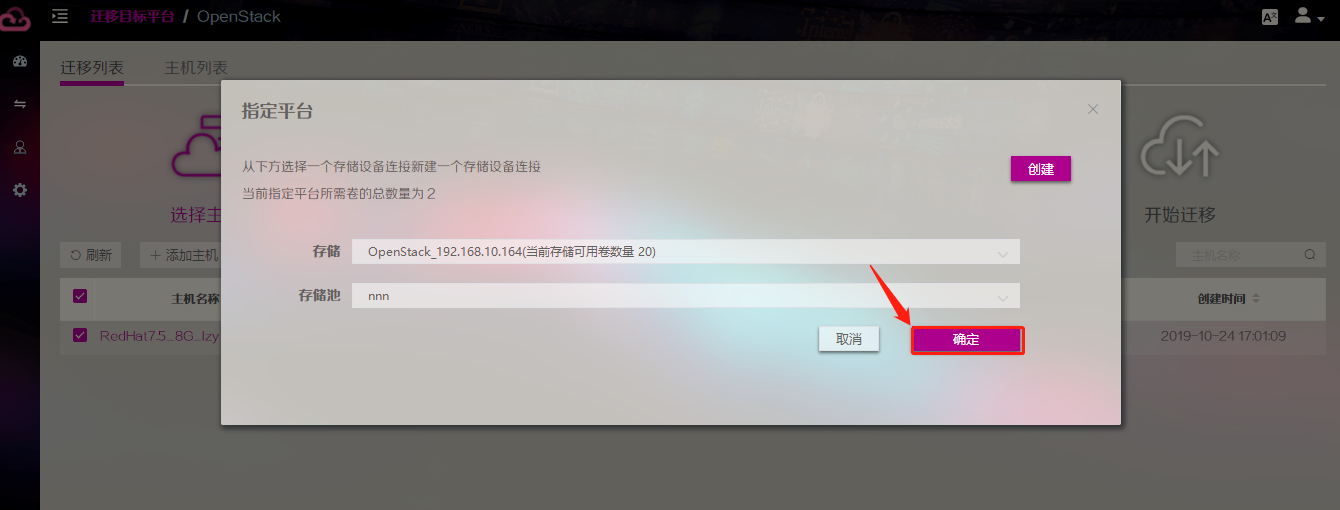 迁移目标平台 / OpenStack
迁移列表 主机列表
指定平台
从下方选择一个存储设备连接新建一个存储设备连接
创建
当前指定平台所需卷的总数量为 2
选择主
开始迁移
存储 OpenStack_192.168.10.164(当前存储可用卷数量 20)
刷新 添加主机
主机名称
存储池 nnn
主机名称 创建时间
取消 确定
RedHat7.5_8G_lzy 2019-10-24 17:01:09